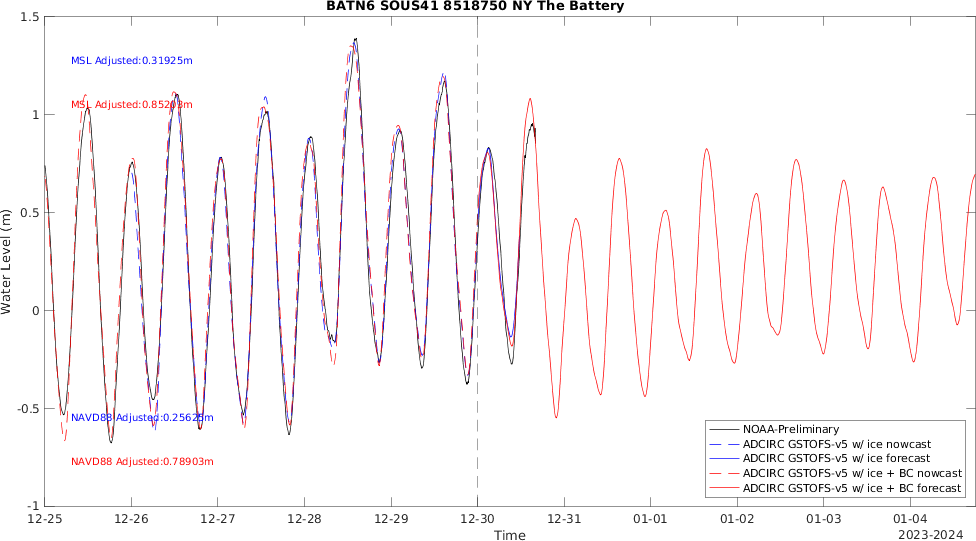 BATN6 SOUS41 8518750 NY The Battery
1.5
1
0.5
0
-0.5
-1
Water Level (m)
MSL Adjusted:0.31925m
MSL
NAVD88 Adjusted:0.25625m
NAVD88 Adjusted:0.78903m
NOAA-Preliminary
ADCIRC GSTOFS-v5 w/ ice nowcast
ADCIRC GSTOFS-v5 w/ ice forecast
ADCIRC GSTOFS-v5 w/ ice + BC nowcast
ADCIRC GSTOFS-v5 w/ ice + BC forecast
12-25 12-26 12-27 12-28 12-29 12-30 12-31 01-01 01-02 01-03 01-04
Time
2023-2024